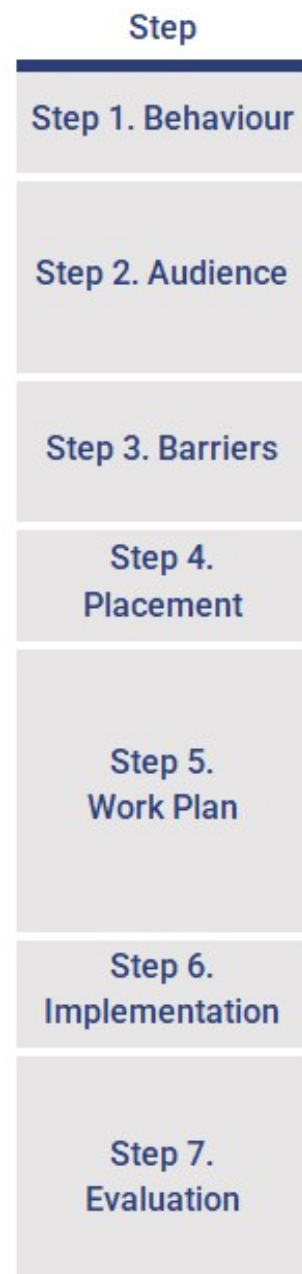 Step
Step 1. Behaviour
Step 2. Audience
Step 3. Barriers
Step 4.
Placement
Step 5.
Work Plan
Step 6.
Implementation
Step 7.
Evaluation